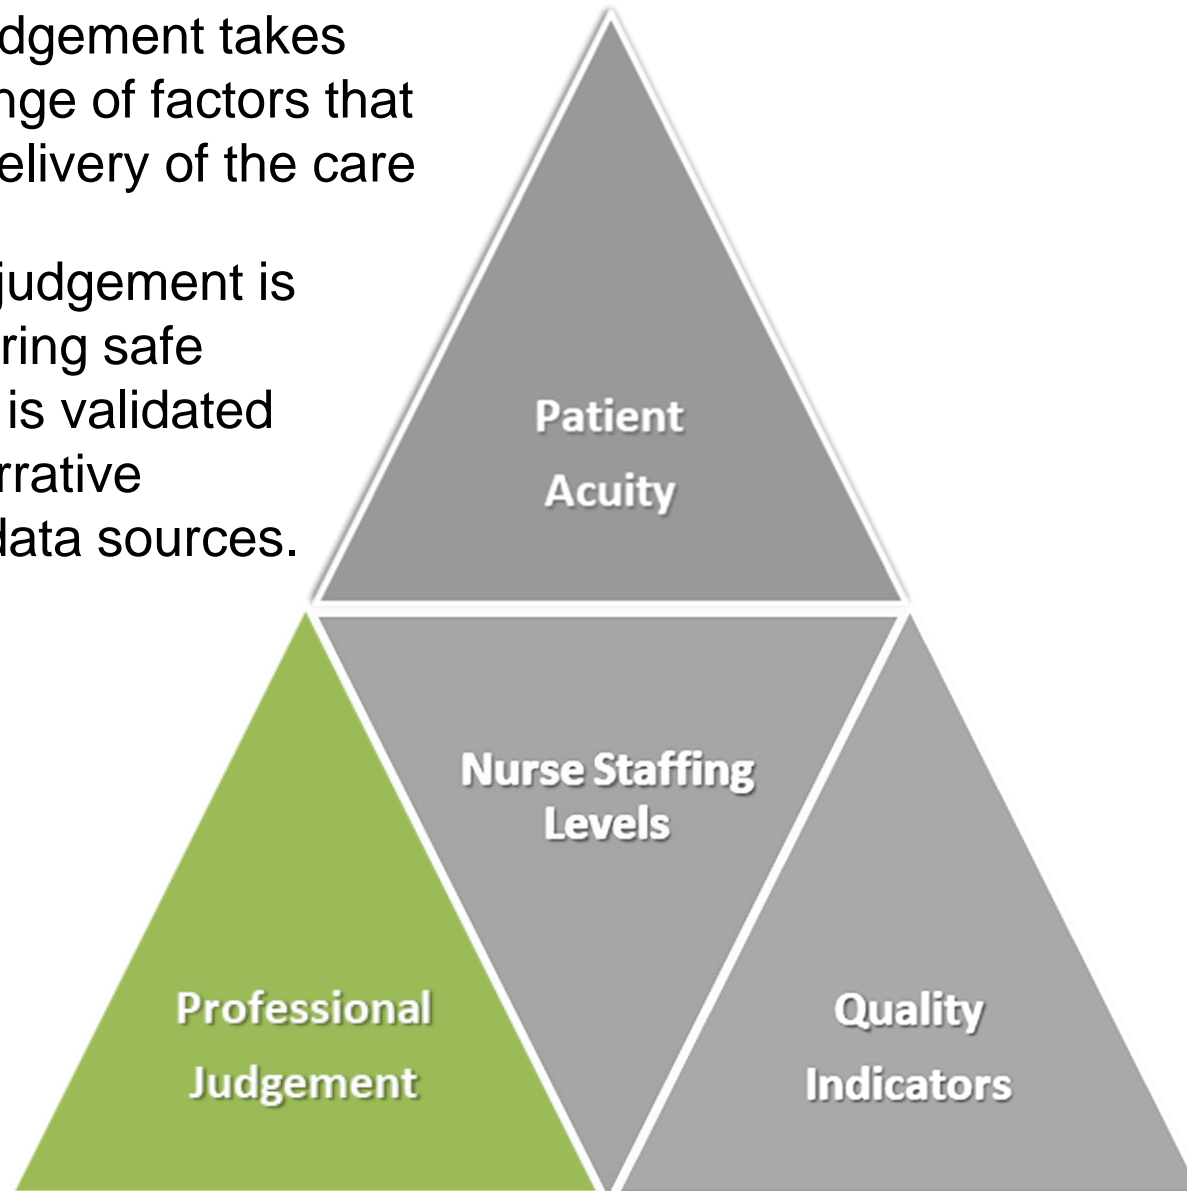 dgement takes
nge of factors that
elivery of the care
judgement is
ring safe
is validated
rrative
data sources.
Patient
Acuity
Nurse Staffing
Levels
Professional
Judgement
Quality
Indicators